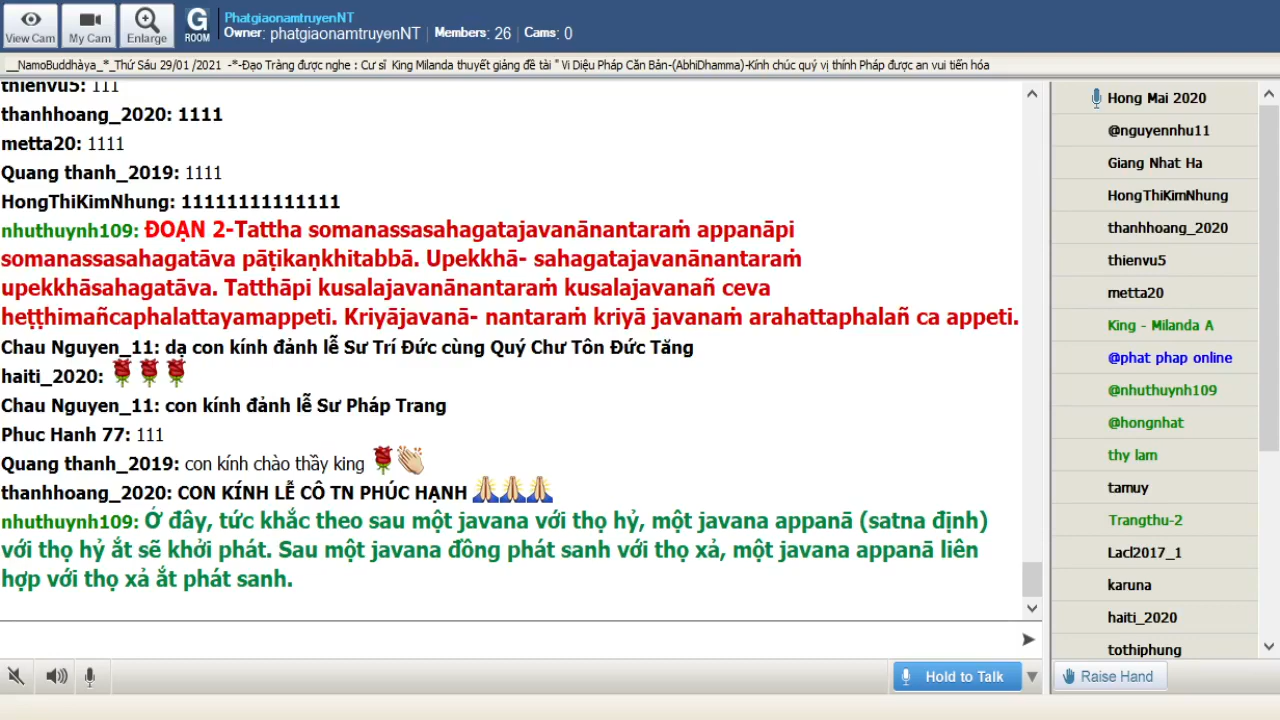 View Cam
My Cam
Enlarge
G
ROOM
PhatgiaonamtruyenNT
Owner: phatgiaonamtruyenNT | Members: 26 | Cams: 0
__NamoBuddhàya_*_Thứ Sáu 29/01 /2021 -*-Đạo Tràng được nghe : Cư sĩ King Milanda thuyết giảng đề tài " Vi Diệu Pháp Căn Bản-(AbhiDhamma)-Kính chúc quý vị thính Pháp được an vui tiến hóa
thienvu5: 111
thanhhoang_2020: 1111
metta20: 1111
Quang thanh_2019: 1111
HongThiKimNhung: 11111111111111
nhuthuynh109: ĐOẠN 2-Tattha somanassasahagatajavanānantaraṁ appanāpi
somanassasahagatāva pāṭikaṇkhitabbā. Upekkhā- sahagatajavanānantaraṁ
upekkhāsahagatāva. Tatthāpi kusalajavanānantaraṁ kusalajavanañ ceva
heṭṭhimañcaphalattayamappeti. Kriyājavanā- nantaraṁ kriyā javanaṁ arahattaphalañ ca appeti.
Chau Nguyen_11: dạ con kính đảnh lễ Sư Trí Đức cùng Quý Chư Tôn Đức Tăng
haiti_2020:
Chau Nguyen_11: con kính đảnh lễ Sư Pháp Trang
Phuc Hanh 77: 111
Quang thanh_2019: con kính chào thầy king
thanhhoang_2020: CON KÍNH LỄ CÔ TN PHÚC HẠNH
nhuthuynh109: Ở đây, tức khắc theo sau một javana với thọ hỷ, một javana appanā (satna định)
với thọ hỷ ắt sẽ khởi phát. Sau một javana đồng phát sanh với thọ xả, một javana appanā liên
hợp với thọ xả ắt phát sanh.
Hold to Talk
Hong Mai 2020
@nguyennhu11
Giang Nhat Ha
HongThiKimNhung
thanhhoang_2020
thienvu5
metta20
King - Milanda A
@phat phap online
@nhuthuynh109
@hongnhat
thy lam
tamuy
Trangthu-2
Lacl2017_1
karuna
haiti_2020
tothiphung
Raise Hand